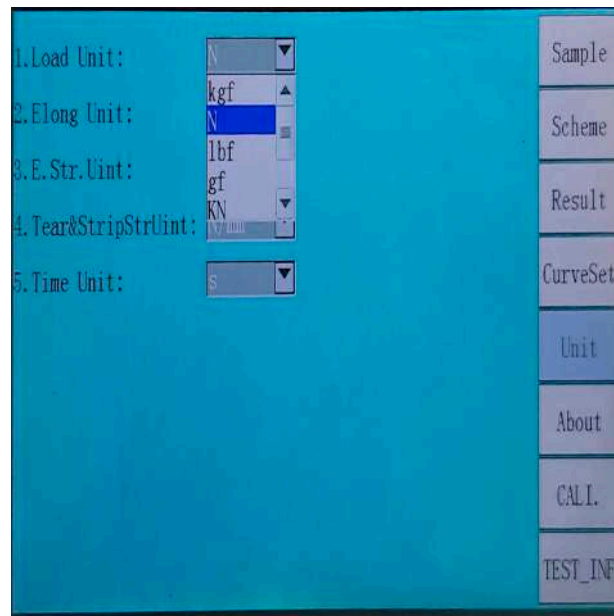 1.Load Unit:
N
kgf
N
lbf
gf
KN
2.Elong Unit:
3.E.Str.Uint:
4.Tear&StripStrUint:
N/mm
5.Time Unit:
s
Sample
Scheme
Result
CurveSet
Unit
About
CALI.
TEST_INF